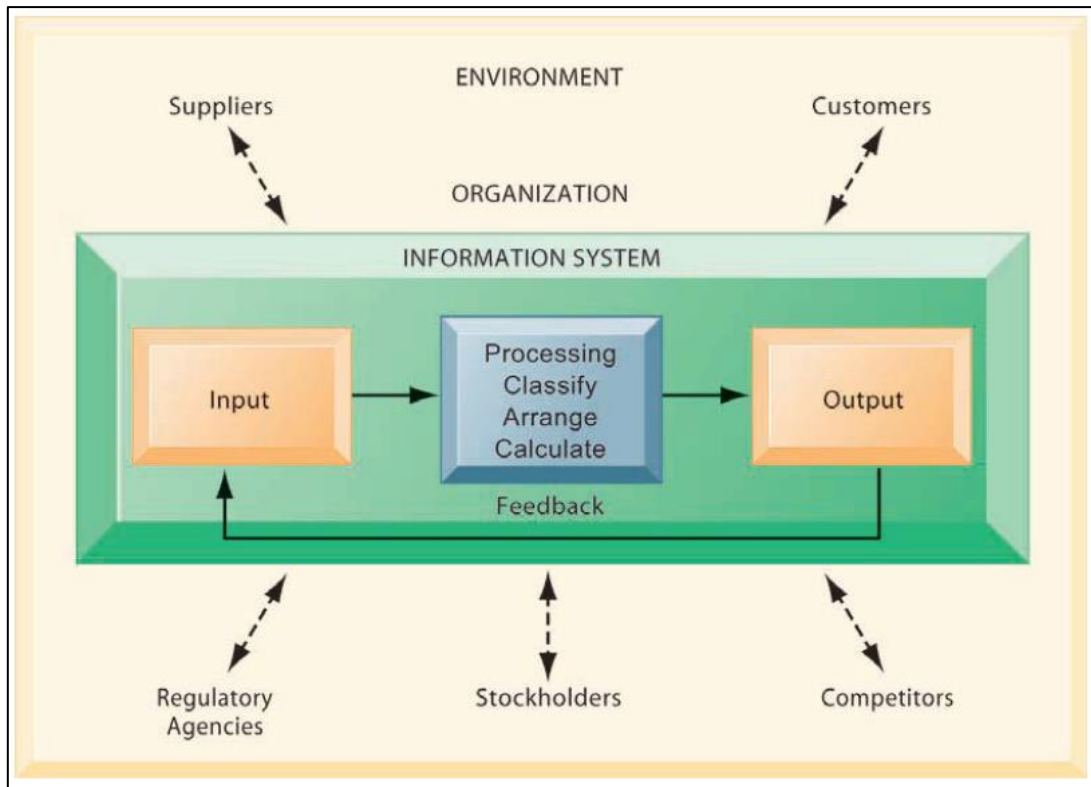 ENVIRONMENT
Suppliers
Customers
ORGANIZATION
INFORMATION SYSTEM
Input
Processing
Classify
Arrange
Calculate
Output
Feedback
Regulatory
Agencies
Stockholders
Competitors